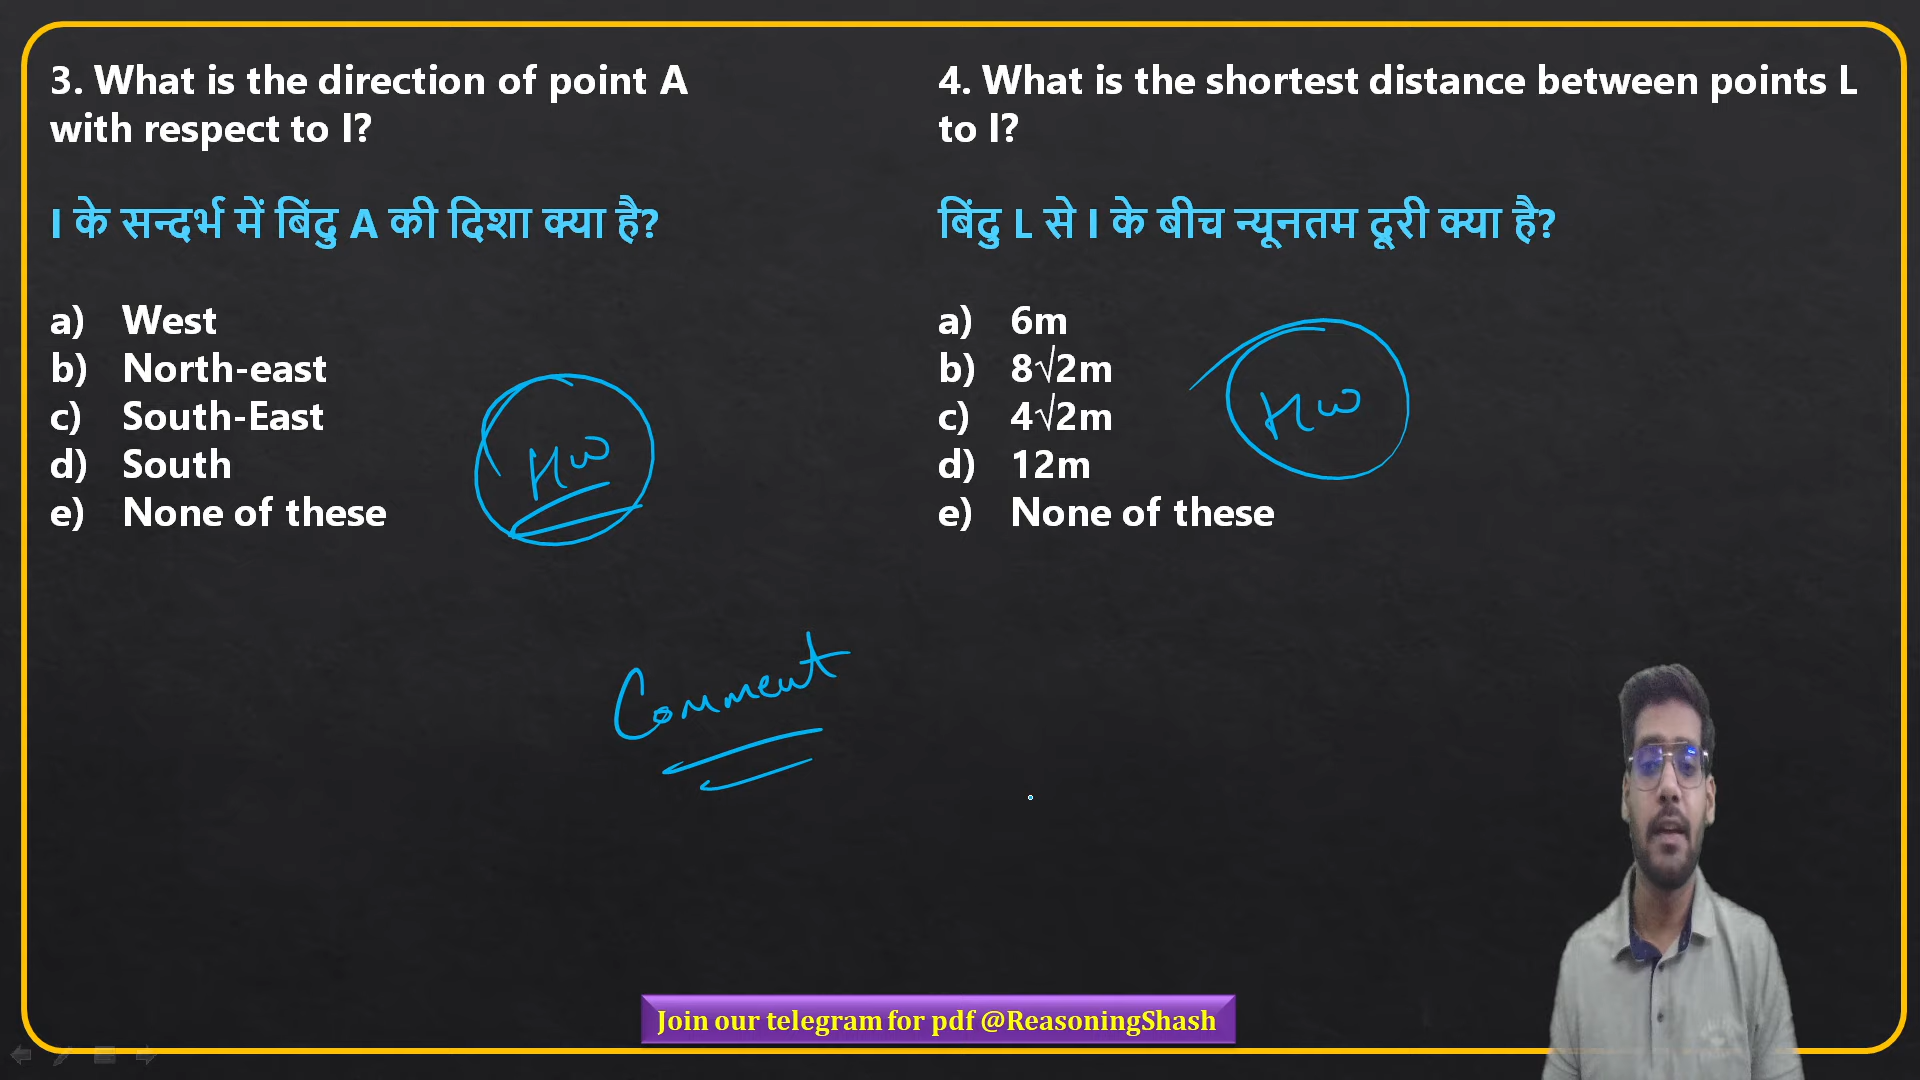 3. What is the direction of point A
with respect to I?
I के सन्दर्भ में बिंदु A की दिशा क्या है?
a) West
b) North-east
c) South-East
d) South
e) None of these
HW
4. What is the shortest distance between points L
to I?
बिंदु L से I के बीच न्यूनतम दूरी क्या है?
a) 6m
b) 8√2m
c) 4√2m
d) 12m
e) None of these
HW
Comment
Join our telegram for pdf @ReasoningShash